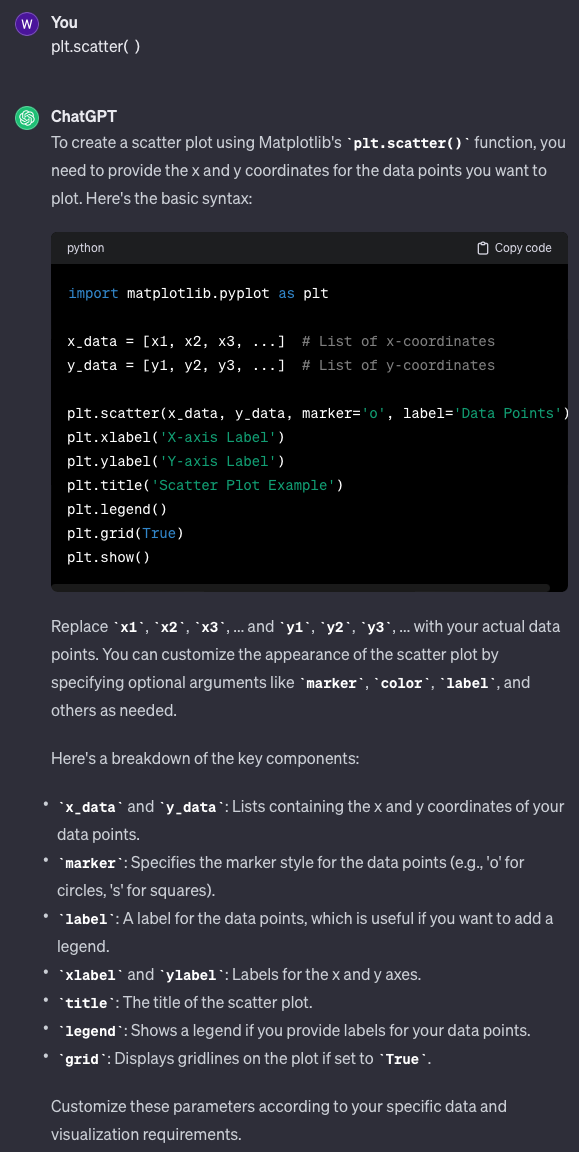 W
You
plt.scatter( )
ChatGPT
To create a scatter plot using Matplotlib's `plt.scatter()` function, you
need to provide the x and y coordinates for the data points you want to
plot. Here's the basic syntax:
python
Copy code
import matplotlib.pyplot as plt
x_data = [x1, x2, x3, ...]  # List of x-coordinates
y_data = [y1, y2, y3, ...]  # List of y-coordinates
plt.scatter(x_data, y_data, marker='o', label='Data Points')
plt.xlabel('X-axis Label')
plt.ylabel('Y-axis Label')
plt.title('Scatter Plot Example')
plt.legend()
plt.grid(True)
plt.show()
Replace `x1`, `x2`, `x3`, ... and `y1`, `y2`, `y3`, ... with your actual data
points. You can customize the appearance of the scatter plot by
specifying optional arguments like `marker`, `color`, `label`, and
others as needed.
Here's a breakdown of the key components:
• `x_data` and `y_data`: Lists containing the x and y coordinates of your
data points.
• `marker`: Specifies the marker style for the data points (e.g., 'o' for
circles, 's' for squares).
• `label`: A label for the data points, which is useful if you want to add a
legend.
• `xlabel` and `ylabel`: Labels for the x and y axes.
• `title`: The title of the scatter plot.
• `legend`: Shows a legend if you provide labels for your data points.
• `grid`: Displays gridlines on the plot if set to `True`.
Customize these parameters according to your specific data and
visualization requirements.